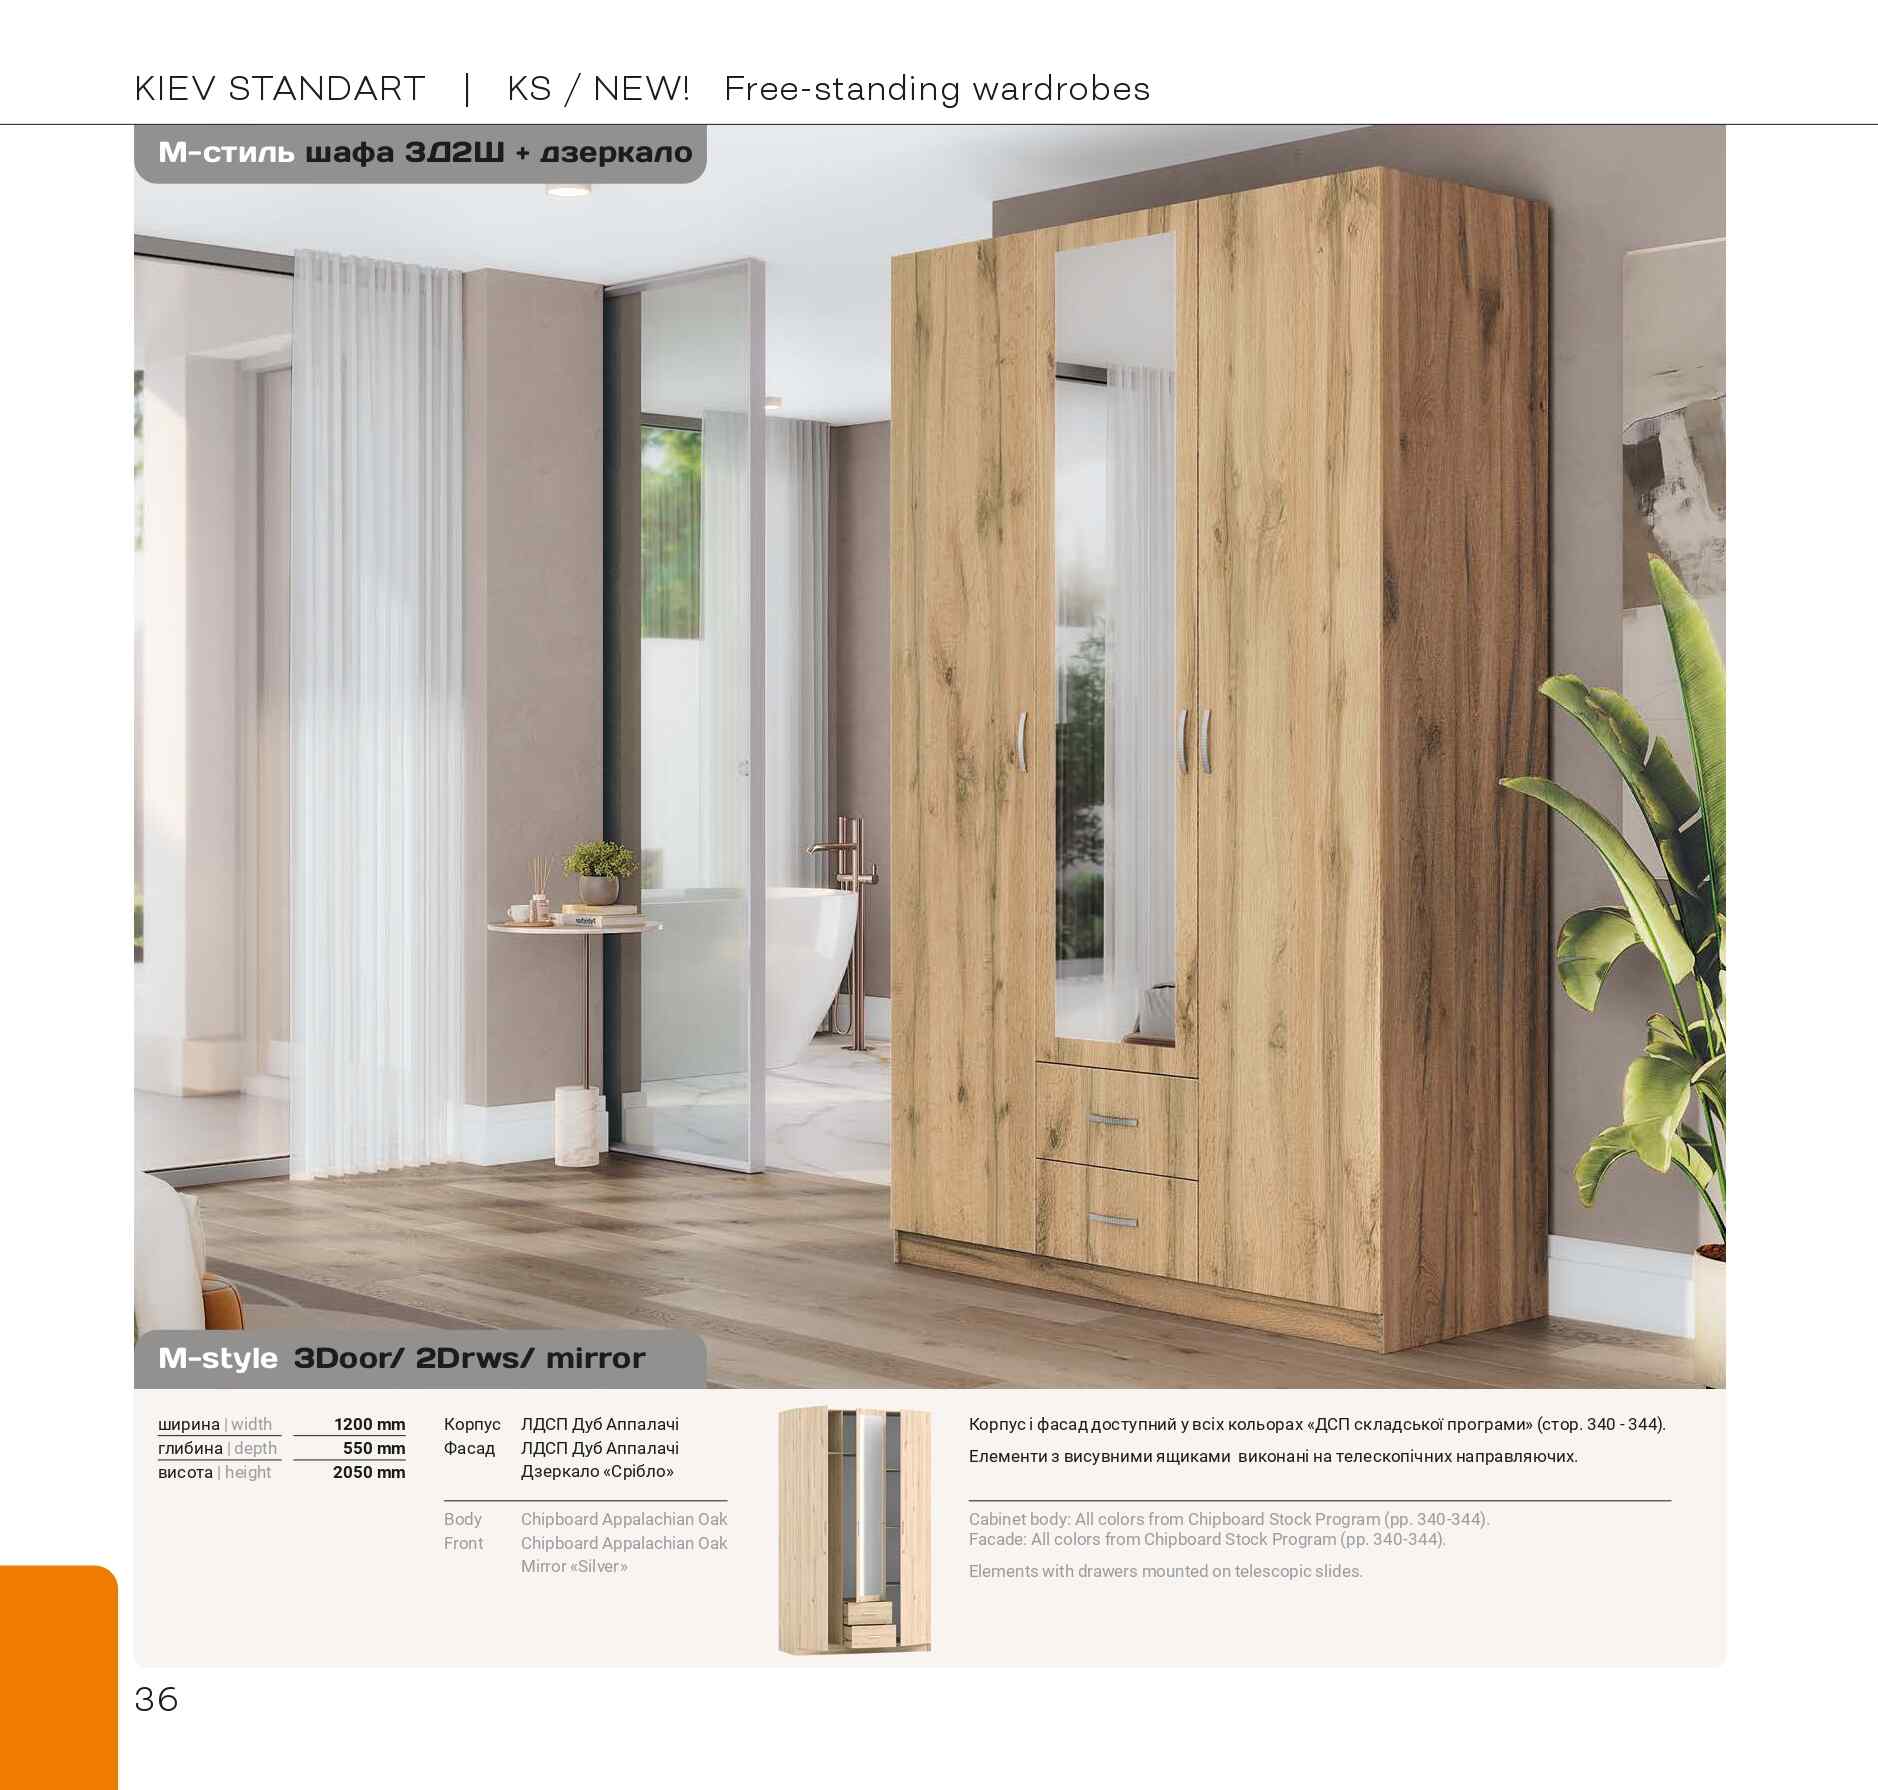 KIEV STANDART | KS / NEW! Free-standing wardrobes
М-стиль шафа 3Д2Ш + дзеркало
M-style 3Door/ 2Drws/ mirror
ширина | width 1200 mm
глибина | depth 550 mm
висота | height 2050 mm
Корпус ЛДСП Дуб Аппалачі
Фасад ЛДСП Дуб Аппалачі
Дзеркало «Срібло»
Body Chipboard Appalachian Oak
Front Chipboard Appalachian Oak
Mirror «Silver»
Корпус і фасад доступний у всіх кольорах «ДСП складської програми» (стор. 340 - 344).
Елементи з висувними ящиками виконані на телескопічних направляючих.
Cabinet body: All colors from Chipboard Stock Program (pp. 340-344).
Facade: All colors from Chipboard Stock Program (pp. 340-344).
Elements with drawers mounted on telescopic slides.
36